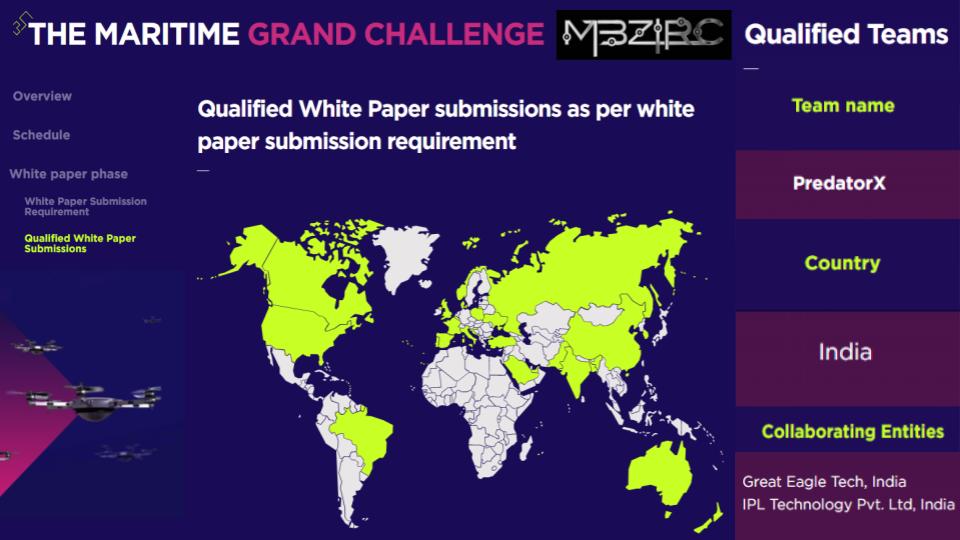 THE MARITIME GRAND CHALLENGE
MBZIRC
Qualified Teams
Overview
Schedule
White paper phase
White Paper Submission
Requirement
Qualified White Paper
Submissions
Qualified White Paper submissions as per white
paper submission requirement
Team name
PredatorX
Country
India
Collaborating Entities
Great Eagle Tech, India
IPL Technology Pvt. Ltd, India